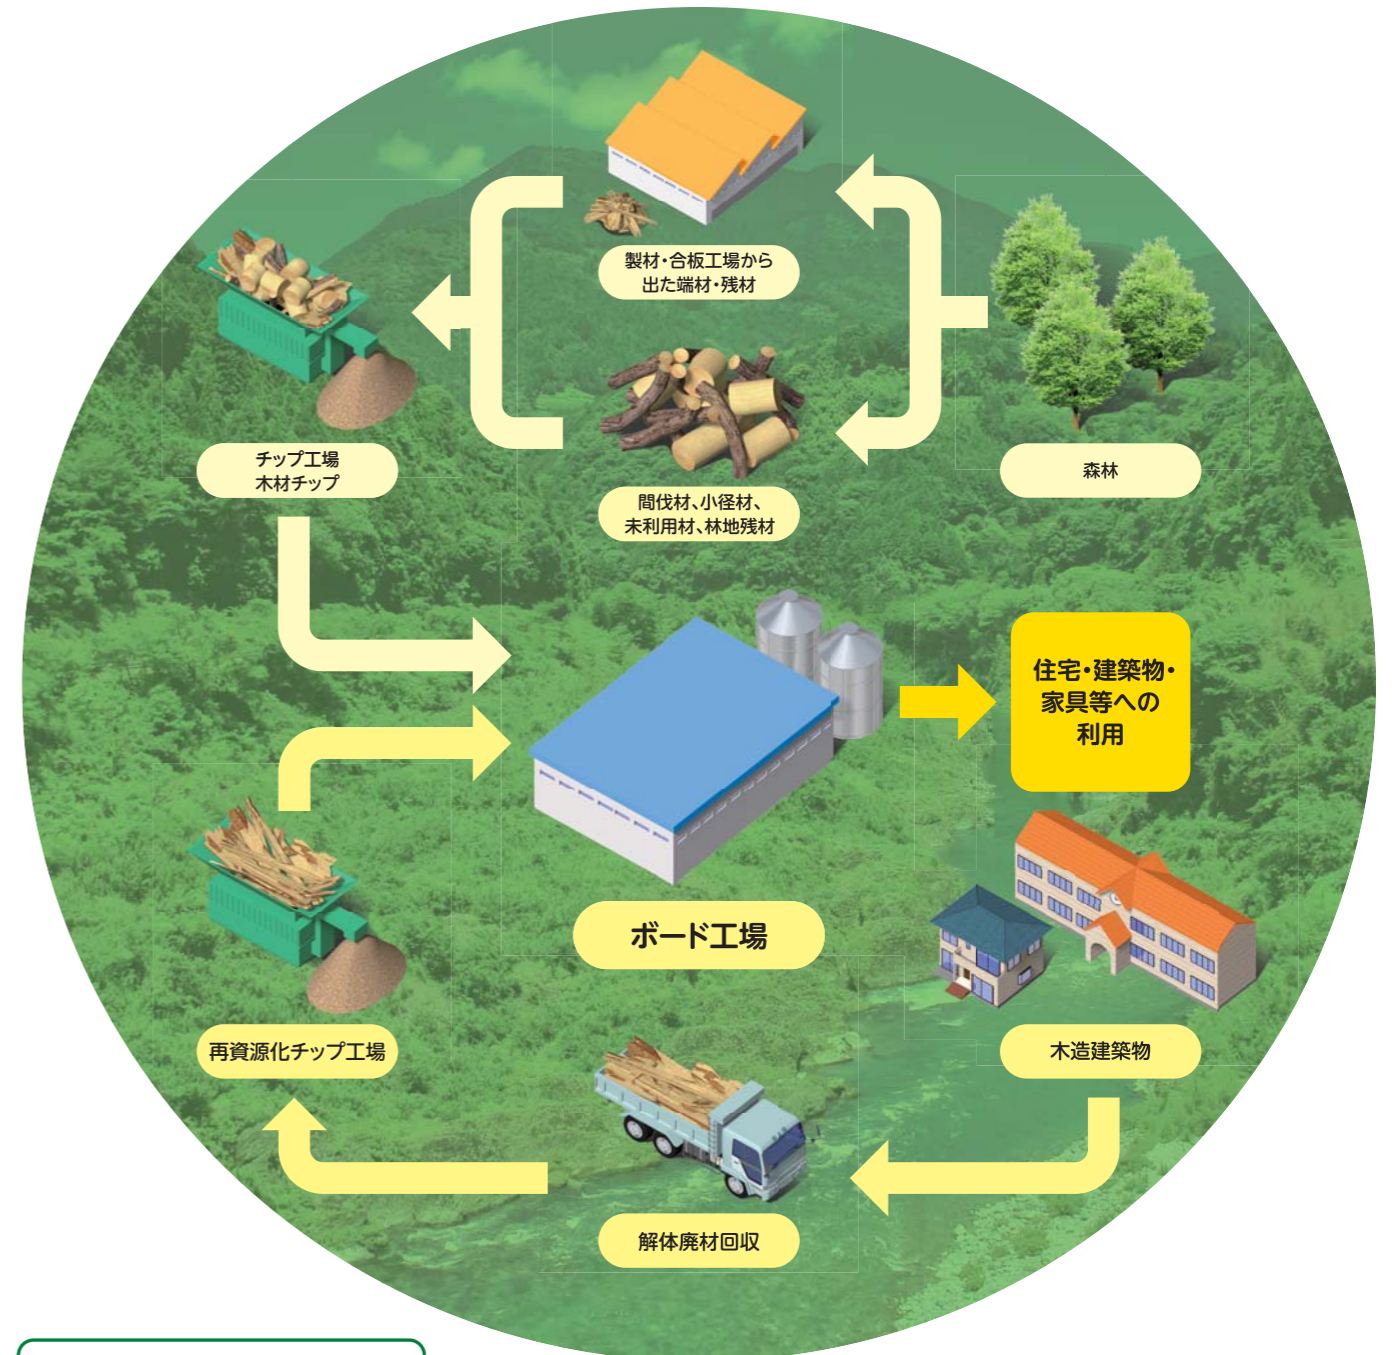 製材・合板工場から
出た端材・残材
チップ工場
木材チップ
間伐材、小径材、
未利用材、林地残材
森林
住宅・建築物・
家具等への
利用
ボード工場
再資源化チップ工場
木造建築物
解体廃材回収